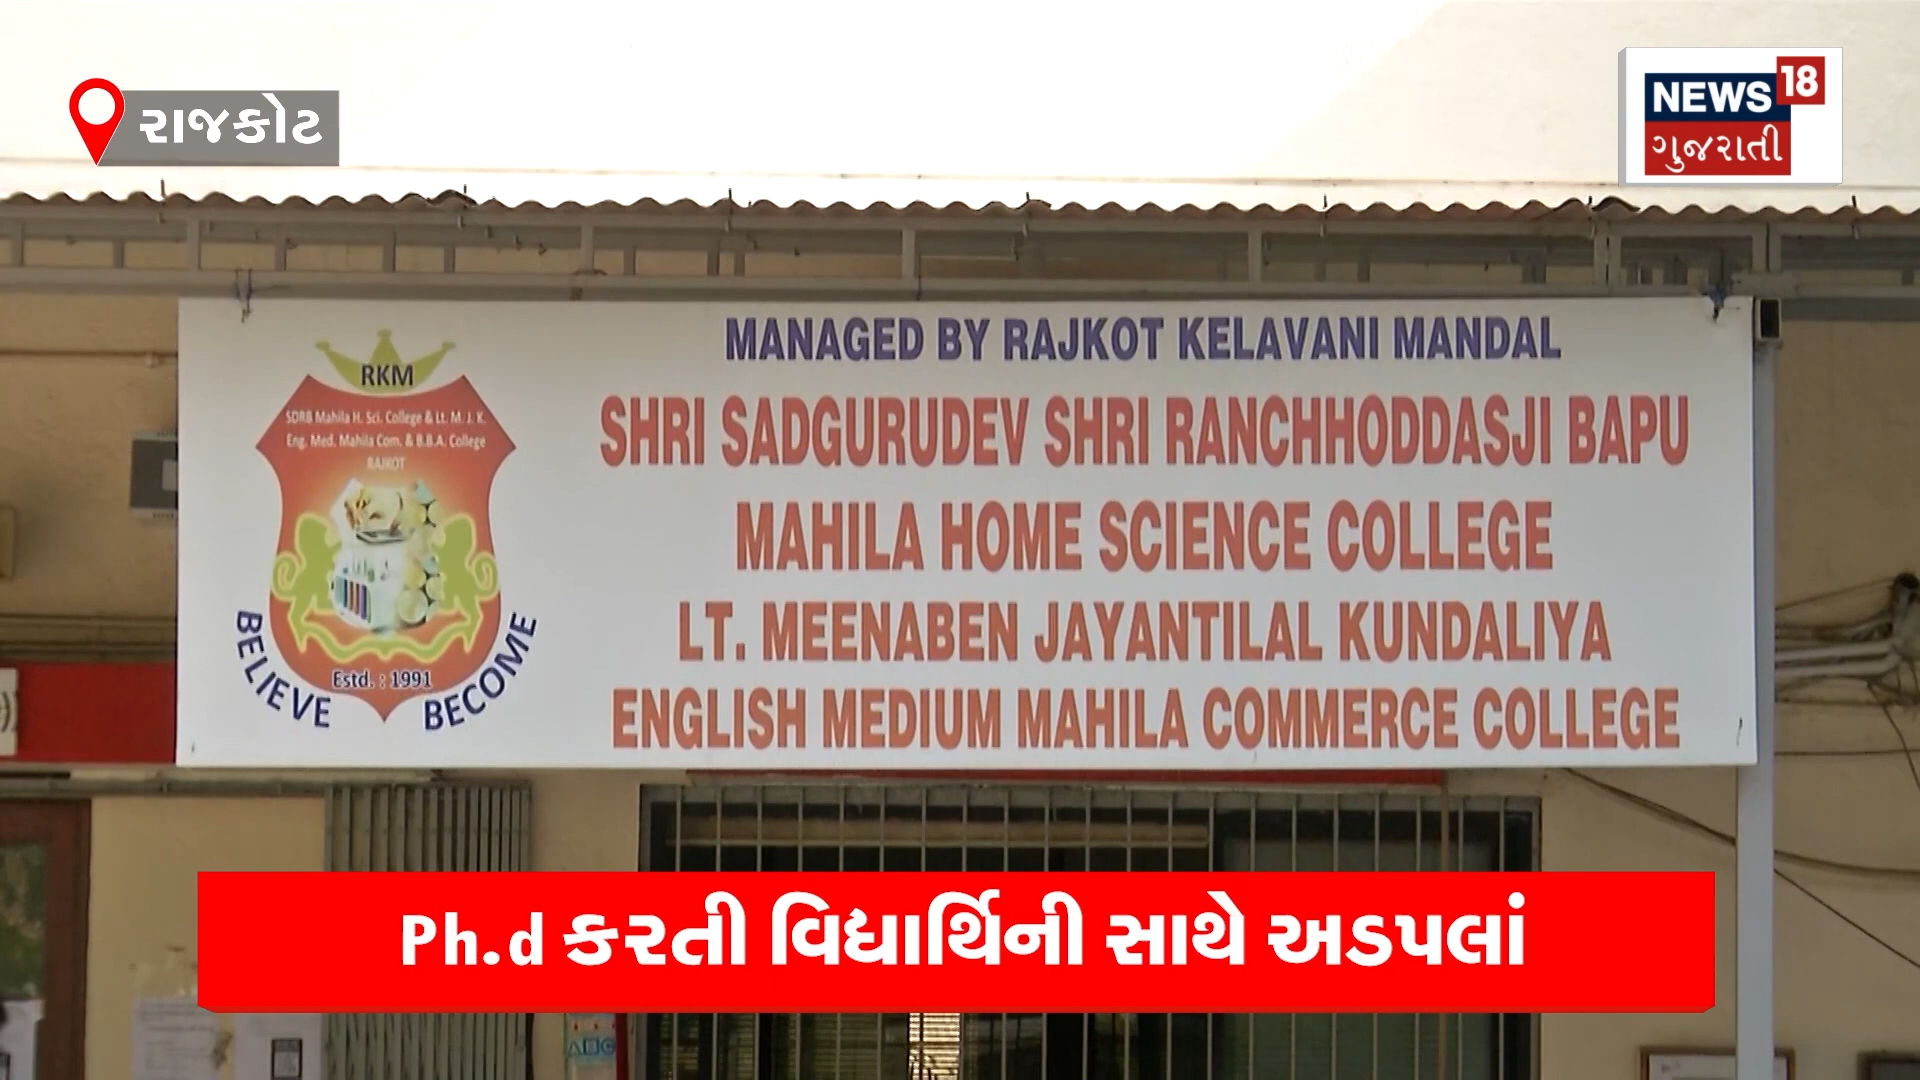 રાજકોટ
NEWS 18
ગુજરાતી
MANAGED BY RAJKOT KELAVANI MANDAL
SHRI SADGURUDEV SHRI RANCHHODDASJI BAPU
MAHILA HOME SCIENCE COLLEGE
LT. MEENABEN JAYANTILAL KUNDALIYA
ENGLISH MEDIUM MAHILA COMMERCE COLLEGE
RKM
SDRB Mahila H. Sci. College & Lt. M. J. K.
Eng. Med. Mahila Com. & B.B.A. College
RAJKOT
Estd. : 1991
BELIEVE BECOME
Ph.d કરતી વિદ્યાર્થિની સાથે અડપલાં